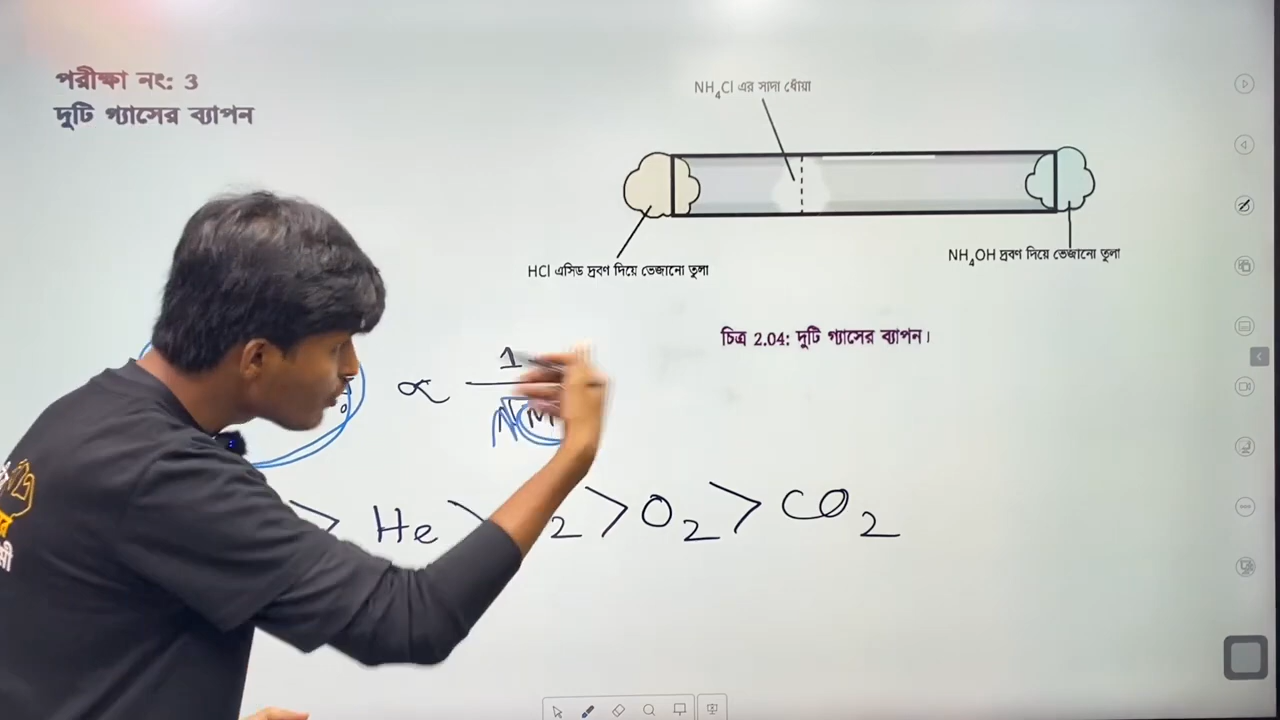 পরীক্ষা নং: 3
দুটি গ্যাসের ব্যাপন
NH4Cl এর সাদা ধোঁয়া
HCl এসিড দ্রবণ দিয়ে ভেজানো তুলা
NH4OH দ্রবণ দিয়ে ভেজানো তুলা
চিত্র 2.04: দুটি গ্যাসের ব্যাপন।
∝ 1
√M
> He > 2 > O2 > CO2